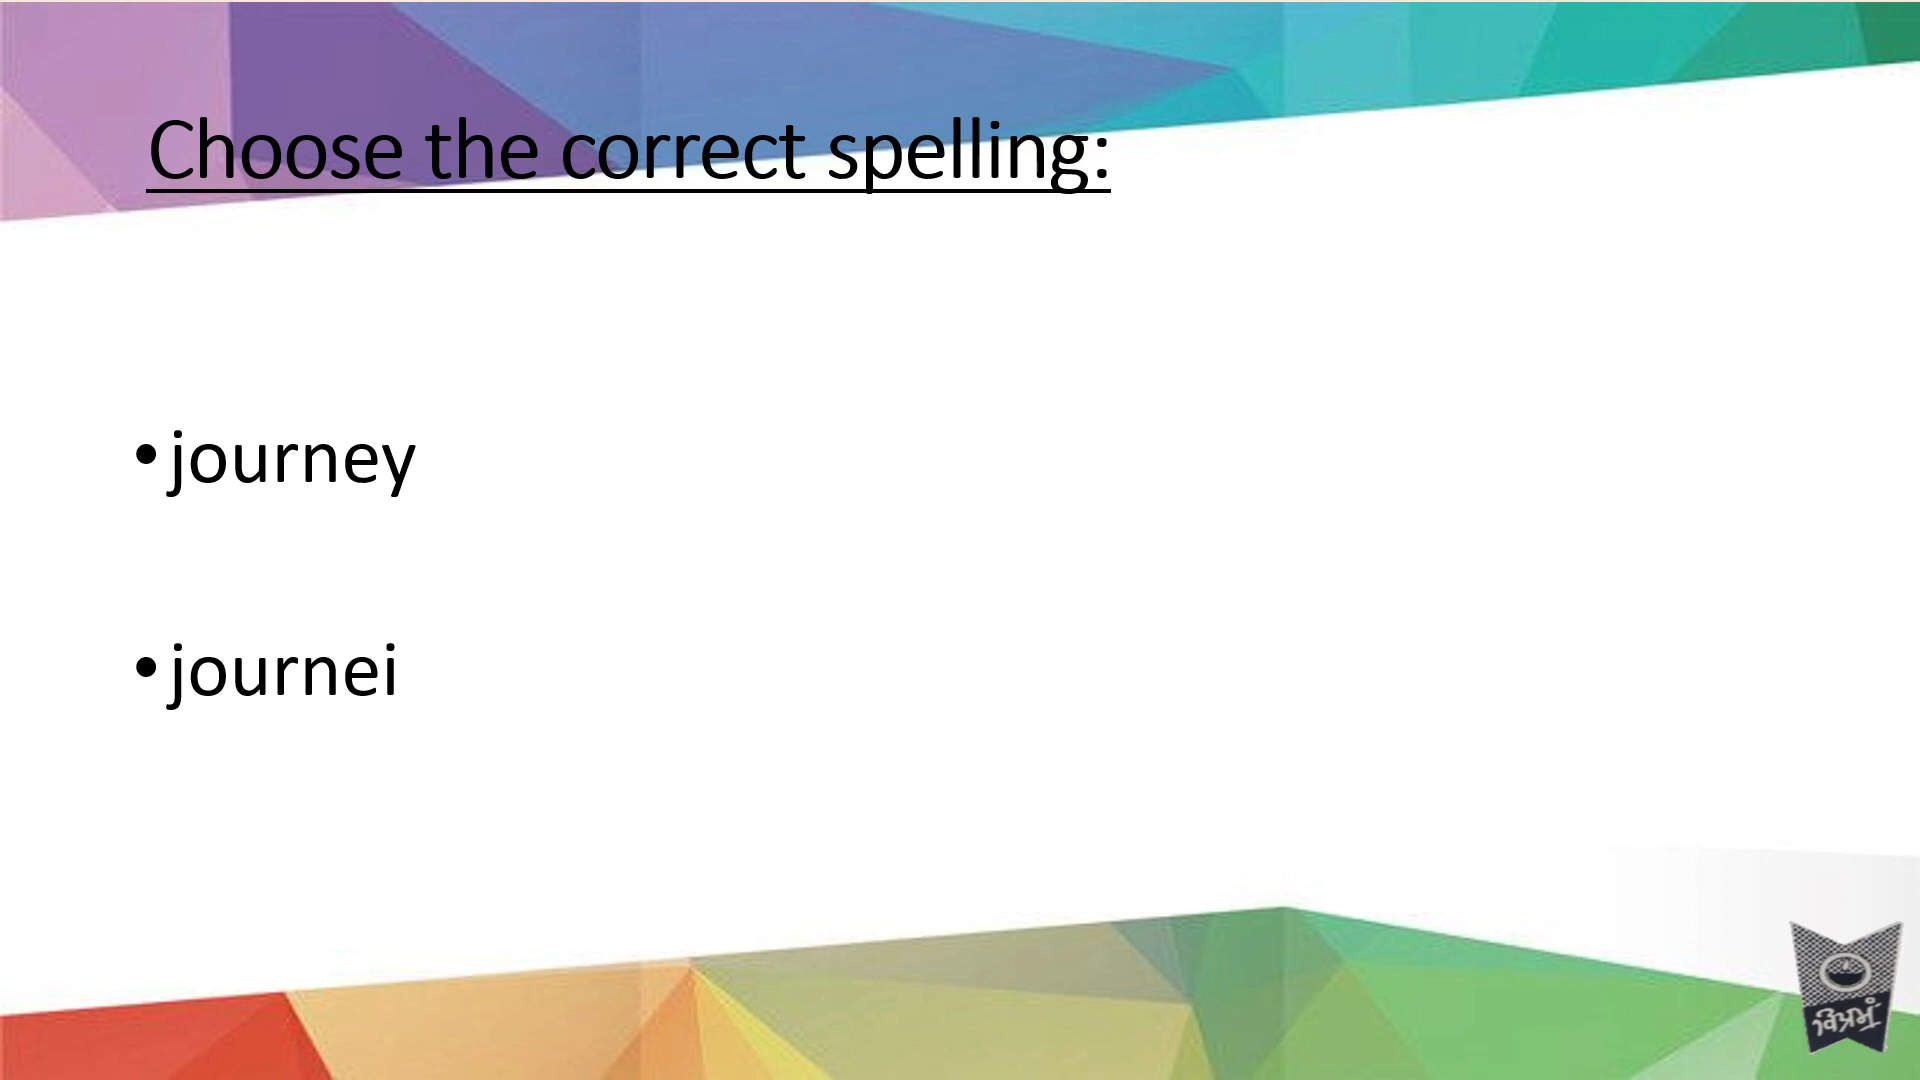 Choose the correct spelling:
• journey
• journei